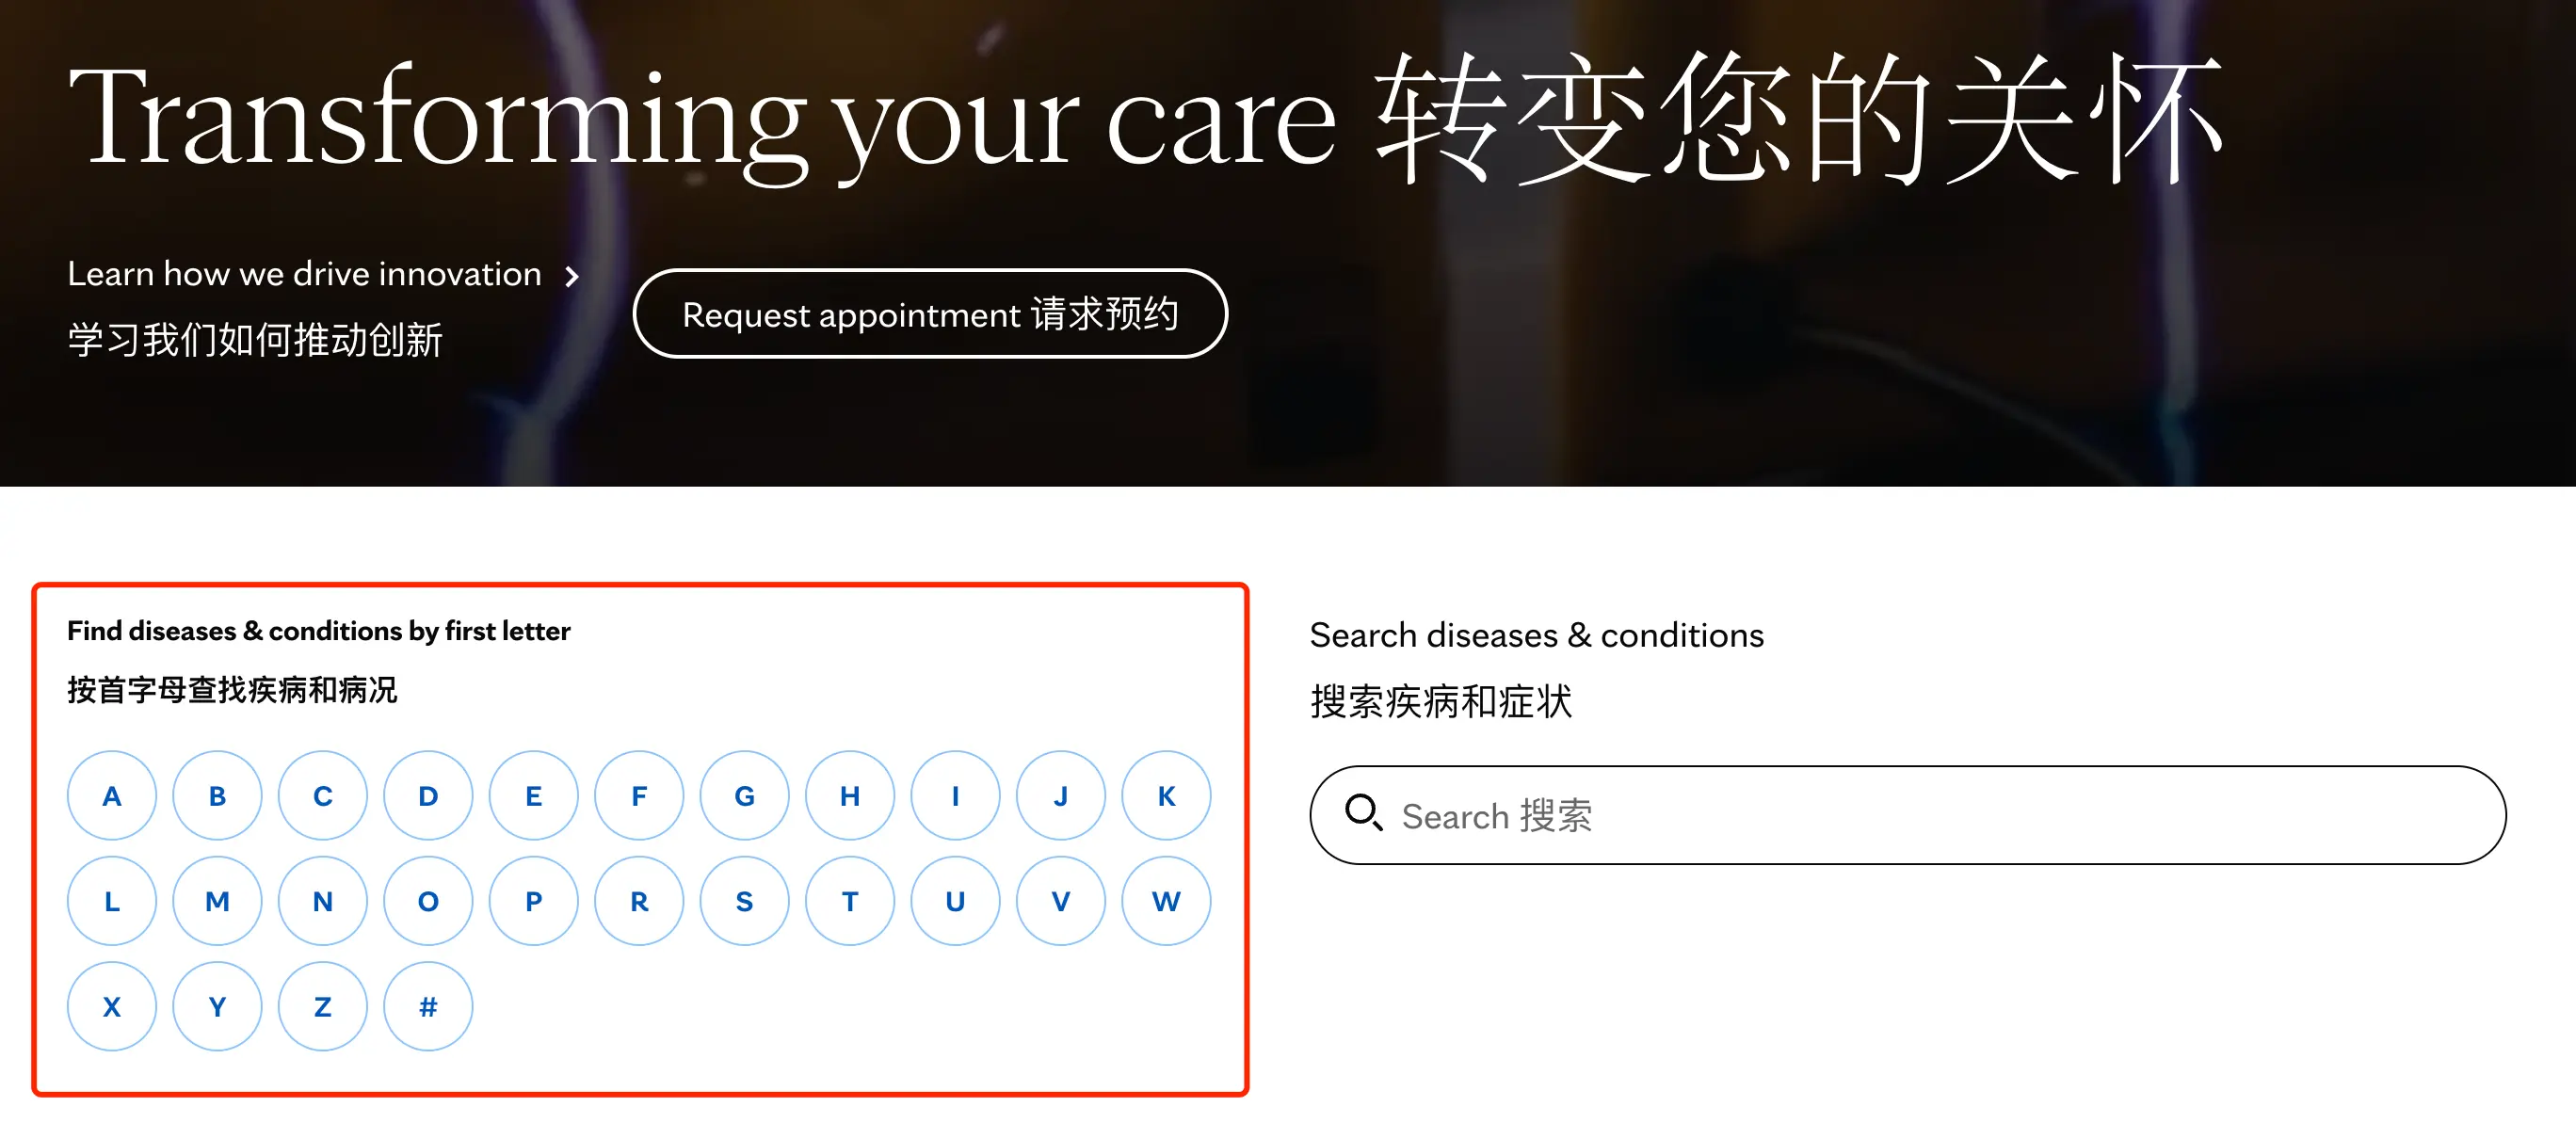 Transforming your care 转变您的关怀
Learn how we drive innovation
学习我们如何推动创新
Request appointment 请求预约
Find diseases & conditions by first letter
按首字母查找疾病和病况
A B C D E F G H I J K
L M N O P R S T U V W
X Y Z #
Search diseases & conditions
搜索疾病和症状
Search 搜索